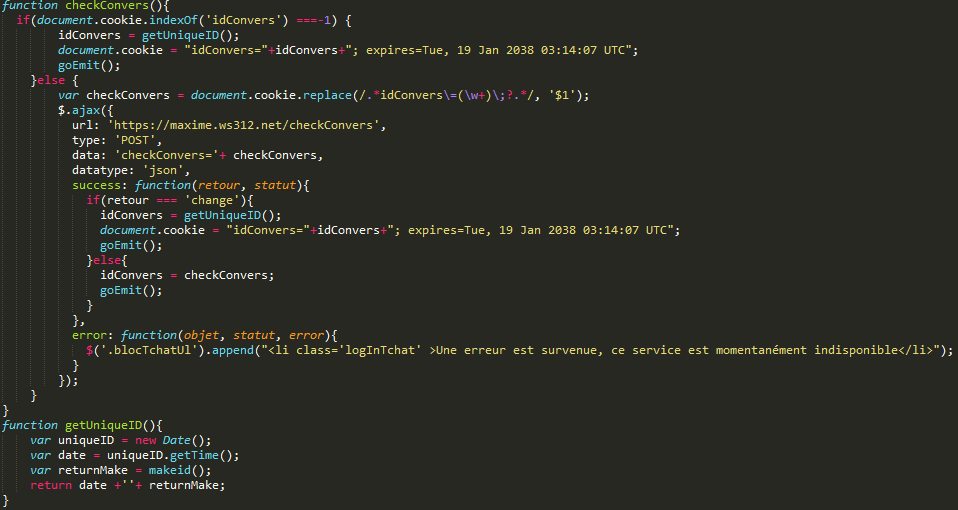 function checkConvers(){
if(document.cookie.indexOf('idConvers') ===-1) {
idConvers = getUniqueID();
document.cookie = "idConvers="+idConvers+"; expires=Tue, 19 Jan 2038 03:14:07 UTC";
goEmit();
}else {
var checkConvers = document.cookie.replace(/.*idConvers\=(\w+)\;?.*/, '$1');
$.ajax({
url: 'https://maxime.ws312.net/checkConvers',
type: 'POST',
data: 'checkConvers='+ checkConvers,
datatype: 'json',
success: function(retour, statut){
if(retour === 'change'){
idConvers = getUniqueID();
document.cookie = "idConvers="+idConvers+"; expires=Tue, 19 Jan 2038 03:14:07 UTC";
goEmit();
}else{
idConvers = checkConvers;
goEmit();
}
},
error: function(objet, statut, error){
$('.blocTchatUl').append("<li class='logInTchat' >Une erreur est survenue, ce service est momentanément indisponible</li>");
}
});
}
}
function getUniqueID(){
var uniqueID = new Date();
var date = uniqueID.getTime();
var returnMake = makeid();
return date +''+ returnMake;
}